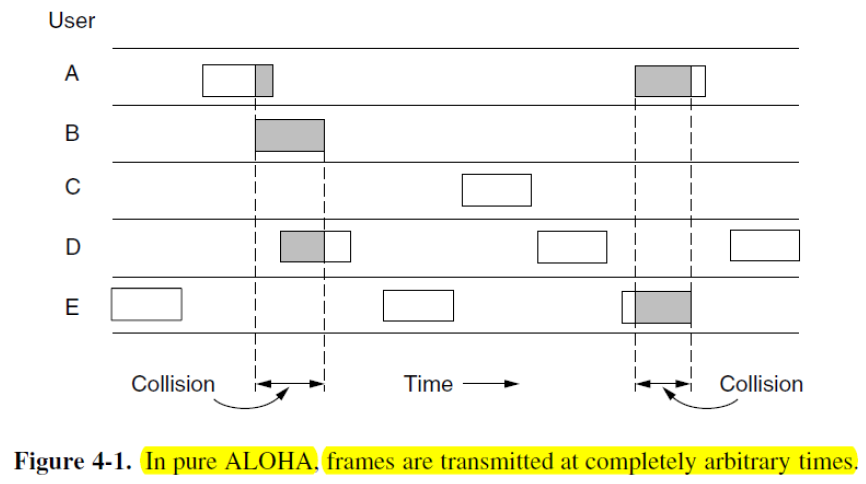 User
A
B
C
D
E
Collision
Time
Collision
Figure 4-1. In pure ALOHA, frames are transmitted at completely arbitrary times.